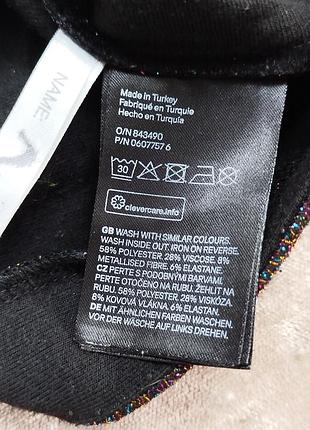 NAME:
Made in Turkey
Fabriqué en Turquie
Hecho en Turquía
O/N 843490
P/N 0607757 6
30
clevercare.info
GB WASH WITH SIMILAR COLOURS.
WASH INSIDE OUT. IRON ON REVERSE.
58% POLYESTER, 28% VISCOSE, 8%
METALLISED FIBRE, 6% ELASTANE.
CZ PERTE S PODOBNÝMI BARVAMI.
PERTE OTOČENO NA RUBU. ŽEHLIT NA
RUBU. 58% POLYESTER, 28% VISKÓZA,
8% KOVOVÁ VLÁKNA, 6% ELASTAN.
DE MIT ÄHNLICHEN FARBEN WASCHEN.
VOR DER WÄSCHE AUF LINKS DREHEN.